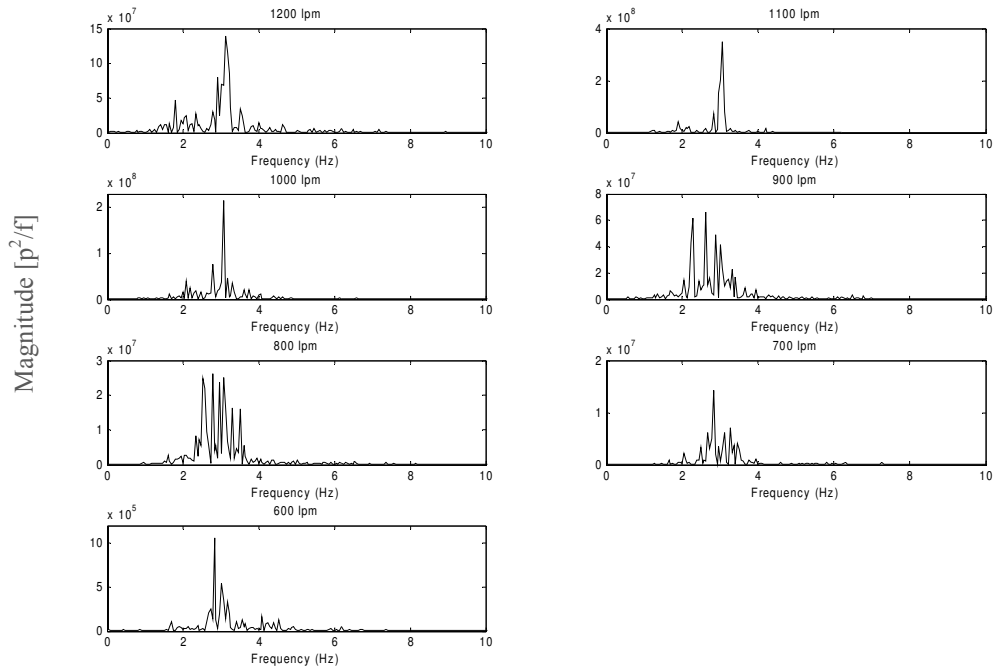 Magnitude [p²/f]
1200 lpm
x 10⁷
15
10
5
0
0 2 4 6 8 10
Frequency (Hz)
1100 lpm
x 10⁸
4
2
0
0 2 4 6 8 10
Frequency (Hz)
1000 lpm
x 10⁸
2
1
0
0 2 4 6 8 10
Frequency (Hz)
900 lpm
x 10⁷
8
6
4
2
0
0 2 4 6 8 10
Frequency (Hz)
800 lpm
x 10⁷
3
2
1
0
0 2 4 6 8 10
Frequency (Hz)
700 lpm
x 10⁷
2
1
0
0 2 4 6 8 10
Frequency (Hz)
600 lpm
x 10⁵
10
5
0
0 2 4 6 8 10
Frequency (Hz)